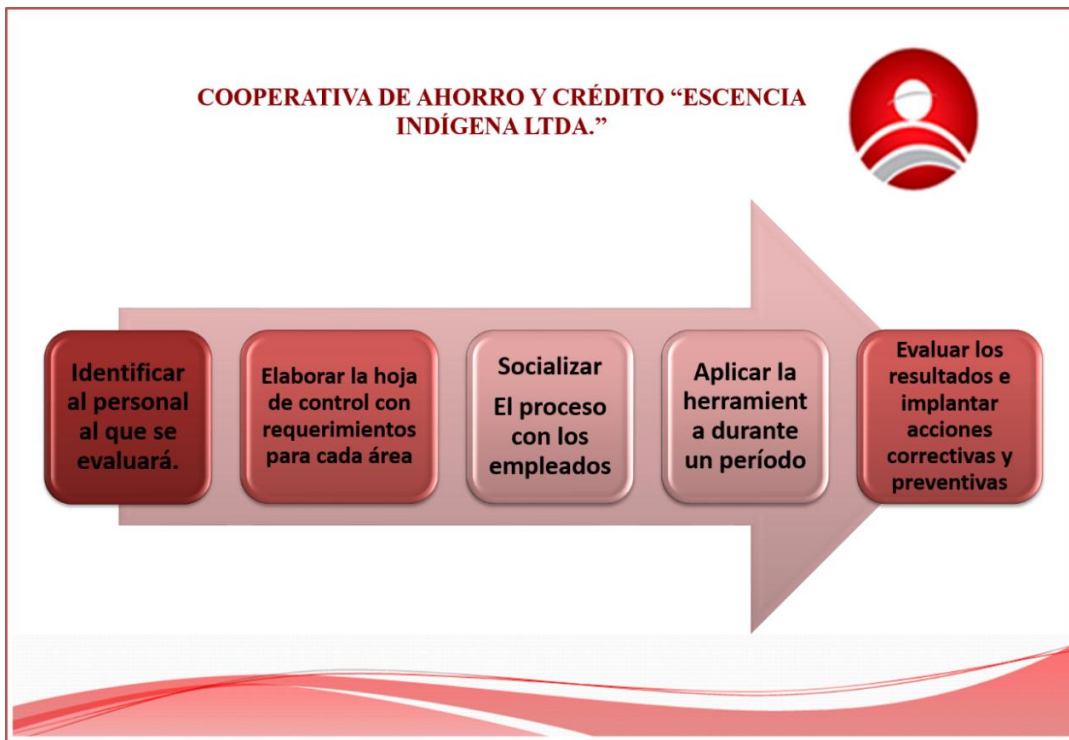 COOPERATIVA DE AHORRO Y CRÉDITO “ESCENCIA
INDÍGENA LTDA.”
Identificar
al personal
al que se
evaluará.
Elaborar la hoja
de control con
requerimientos
para cada área
Socializar
El proceso
con los
empleados
Aplicar la
herramient
a durante
un período
Evaluar los
resultados e
implantar
acciones
correctivas y
preventivas